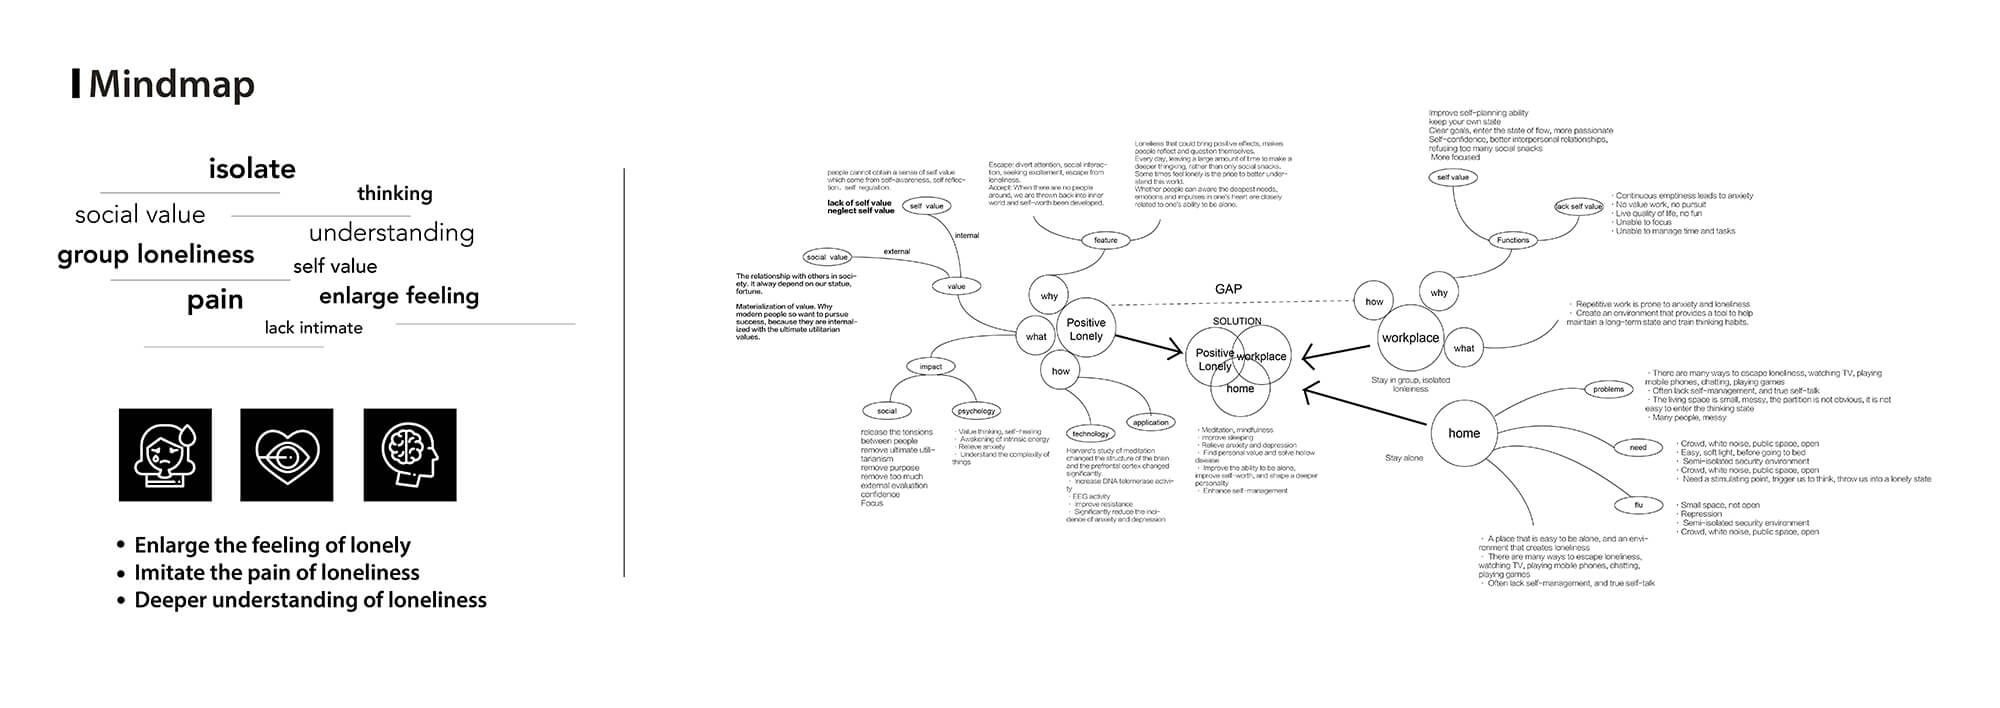 Mindmap
isolate
thinking
social value
understanding
group loneliness
self value
pain
enlarge feeling
lack intimate
• Enlarge the feeling of lonely
• Imitate the pain of loneliness
• Deeper understanding of loneliness
people cannot obtain a sense of self value
which come from self-awareness, self reflec-
tion, self regulation.
lack of self value
neglect self value
self value
internal
external
social value
value
The relationship with others in soci-
ety. It alway depend on our statue,
fortune.
Materialization of value. Why
modern people so want to pursue
success, because they are internal-
ized with the ultimate utilitarian
values.
Escape: divert attention, social interac-
tion, seeking excitement, escape from
loneliness.
Accept: When there are no people
around, we are thrown back into inner
world and self-worth been developed.
Loneliess that could bring positive effects, makes
people reflect and question themselves.
Every day, leaving a large amount of time to make a
deeper thingking, rather than only social snacks.
Some times feel lonely is the price to better under-
stand this world.
Whether people can aware the deepest needs,
emotions and impulses in one's heart are closely
related to one's ability to be alone.
feature
why
what
how
Positive
Lonely
impact
social
psychology
release the tensions
between people
remove ultimate utili-
tarianism
remove purpose
remove too much
external evaluation
confidence
Focus
· Value thinking, self-healing
· Awakening of intrinsic energy
· Relieve anxiety
· Understand the complexity of
things
technology
application
Harvard's study of meditation
changed the structure of the brain
and the prefrontal cortex changed
significantly.
· Increase DNA telomerase activi-
ty
· EEG activity
· Improve resistance
· Significantly reduce the inci-
dence of anxiety and depression
GAP
SOLUTION
Positive
Lonely
workplace
home
· Meditation, mindfulness
· Improve sleeping
· Relieve anxiety and depression
· Find personal value and solve hollow
disease
· Improve the ability to be alone,
improve self-worth, and shape a deeper
personality
· Enhance self-management
Improve self-planning ability
keep your own state
Clear goals, enter the state of flow, more passionate
Self-confidence, better interpersonal relationships,
refusing too many social snacks
More focused
self value
lack self value
· Continuous emptiness leads to anxiety
· No value work, no pursuit
· Live quality of life, no fun
· Unable to focus
· Unable to manage time and tasks
Functions
how
why
workplace
what
· Repetitive work is prone to anxiety and loneliness
· Create an environment that provides a tool to help
maintain a long-term state and train thinking habits.
Stay in group, isolated
lonleiness
home
Stay alone
problems
· There are many ways to escape loneliness, watching TV, playing
mobile phones, chatting, playing games
· Often lack self-management, and true self-talk
· The living space is small, messy, the partition is not obvious, it is not
easy to enter the thinking state
· Many people, messy
need
· Crowd, white noise, public space, open
· Easy, soft light, before going to bed
· Semi-isolated security environment
· Crowd, white noise, public space, open
· Need a stimulating point, trigger us to think, throw us into a lonely state
flu
· Small space, not open
· Repression
· Semi-isolated security environment
· Crowd, white noise, public space, open
· A place that is easy to be alone, and an envi-
ronment that creates loneliness
· There are many ways to escape loneliness,
watching TV, playing mobile phones, chatting,
playing games
· Often lack self-management, and true self-talk